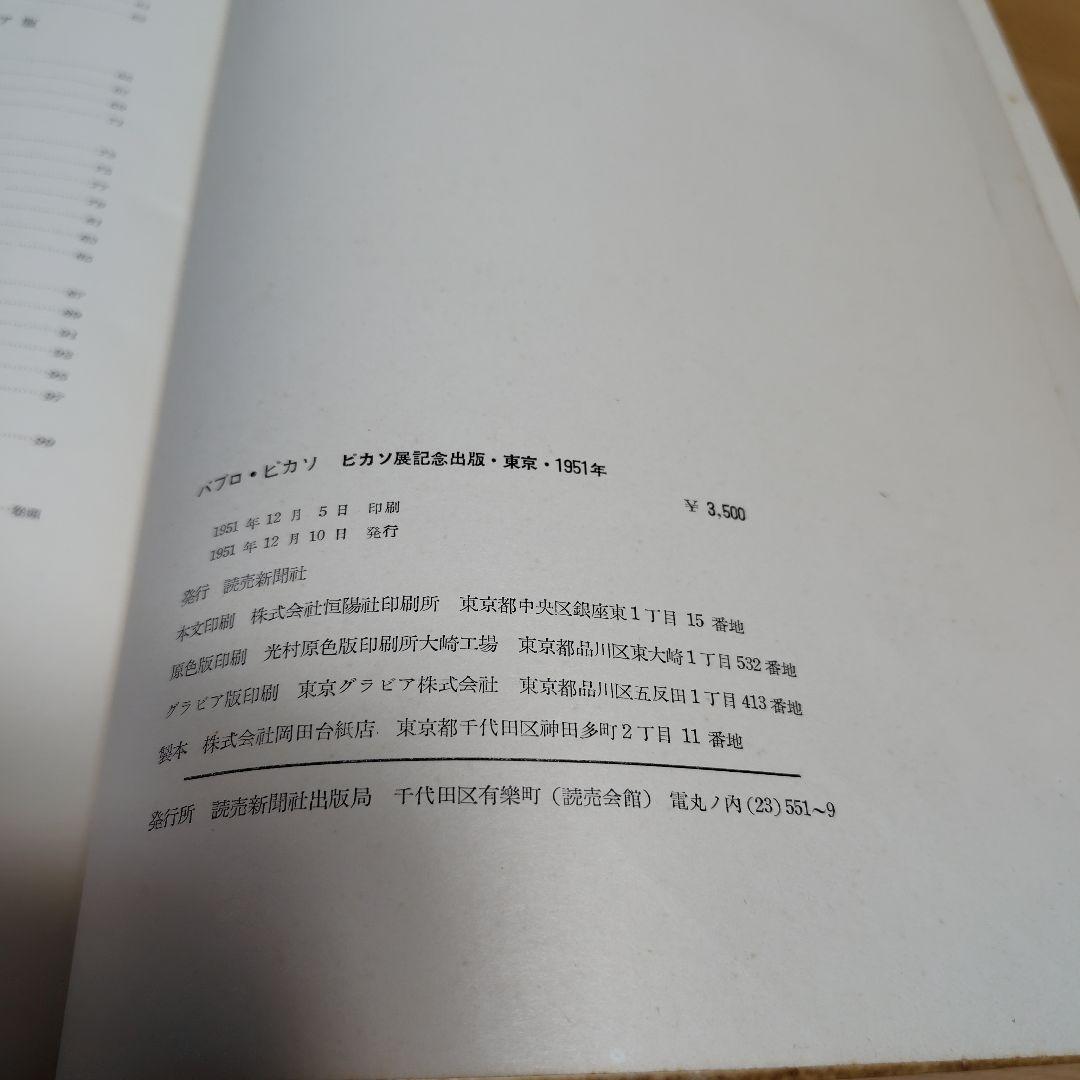 パブロ・ピカソ ピカソ展記念出版・東京・1951年
1951年12月 5日 印刷 ¥ 3,500
1951年12月10日 発行
発行 読売新聞社
本文印刷 株式会社恒陽社印刷所 東京都中央区銀座東1丁目 15 番地
原色版印刷 光村原色版印刷所大崎工場 東京都品川区東大崎1丁目532番地
グラビア版印刷 東京グラビア株式会社 東京都品川区五反田1丁目413番地
製本 株式会社岡田台紙店. 東京都千代田区神田多町2丁目 11 番地
発行所 読売新聞社出版局 千代田区有樂町(読売会館) 電丸ノ內(23)551~9